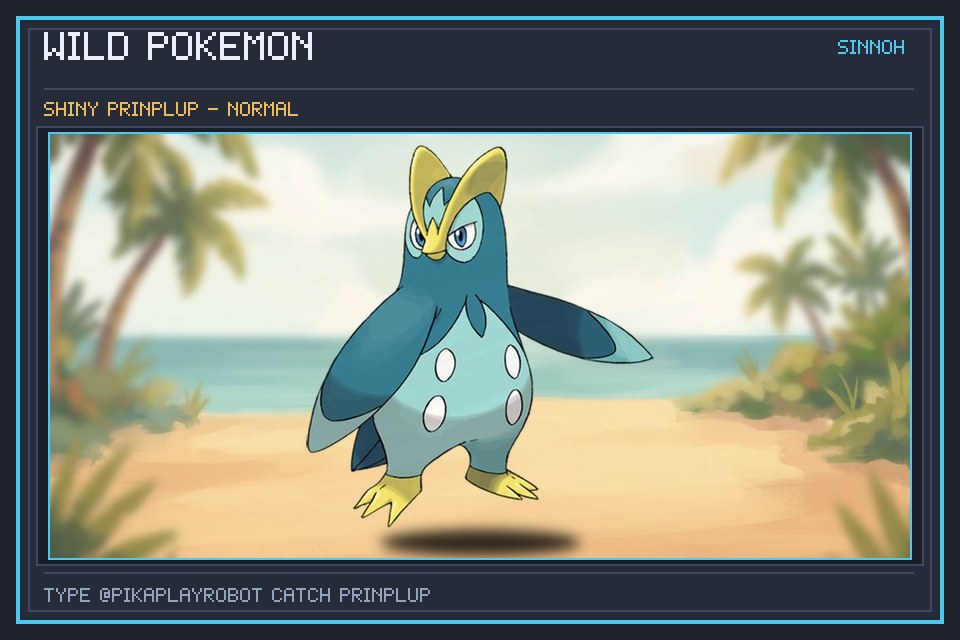 WILD POKEMON
SINNOH
SHINY PRINPLUP - NORMAL
TYPE @PIKAPLAYROBOT CATCH PRINPLUP